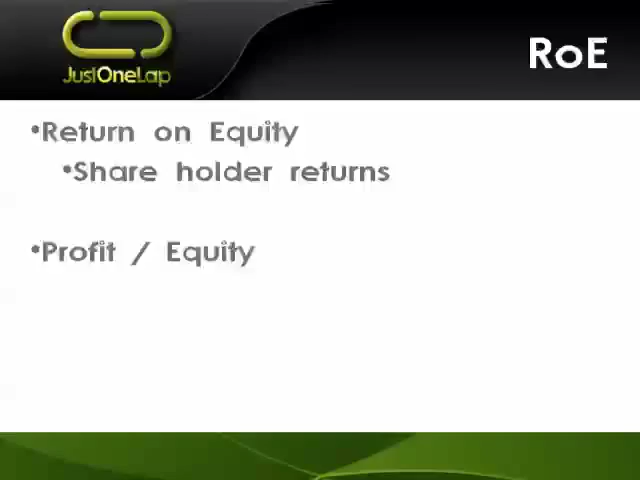 JustOneLap
RoE
•Return on Equity
•Share holder returns
•Profit / Equity